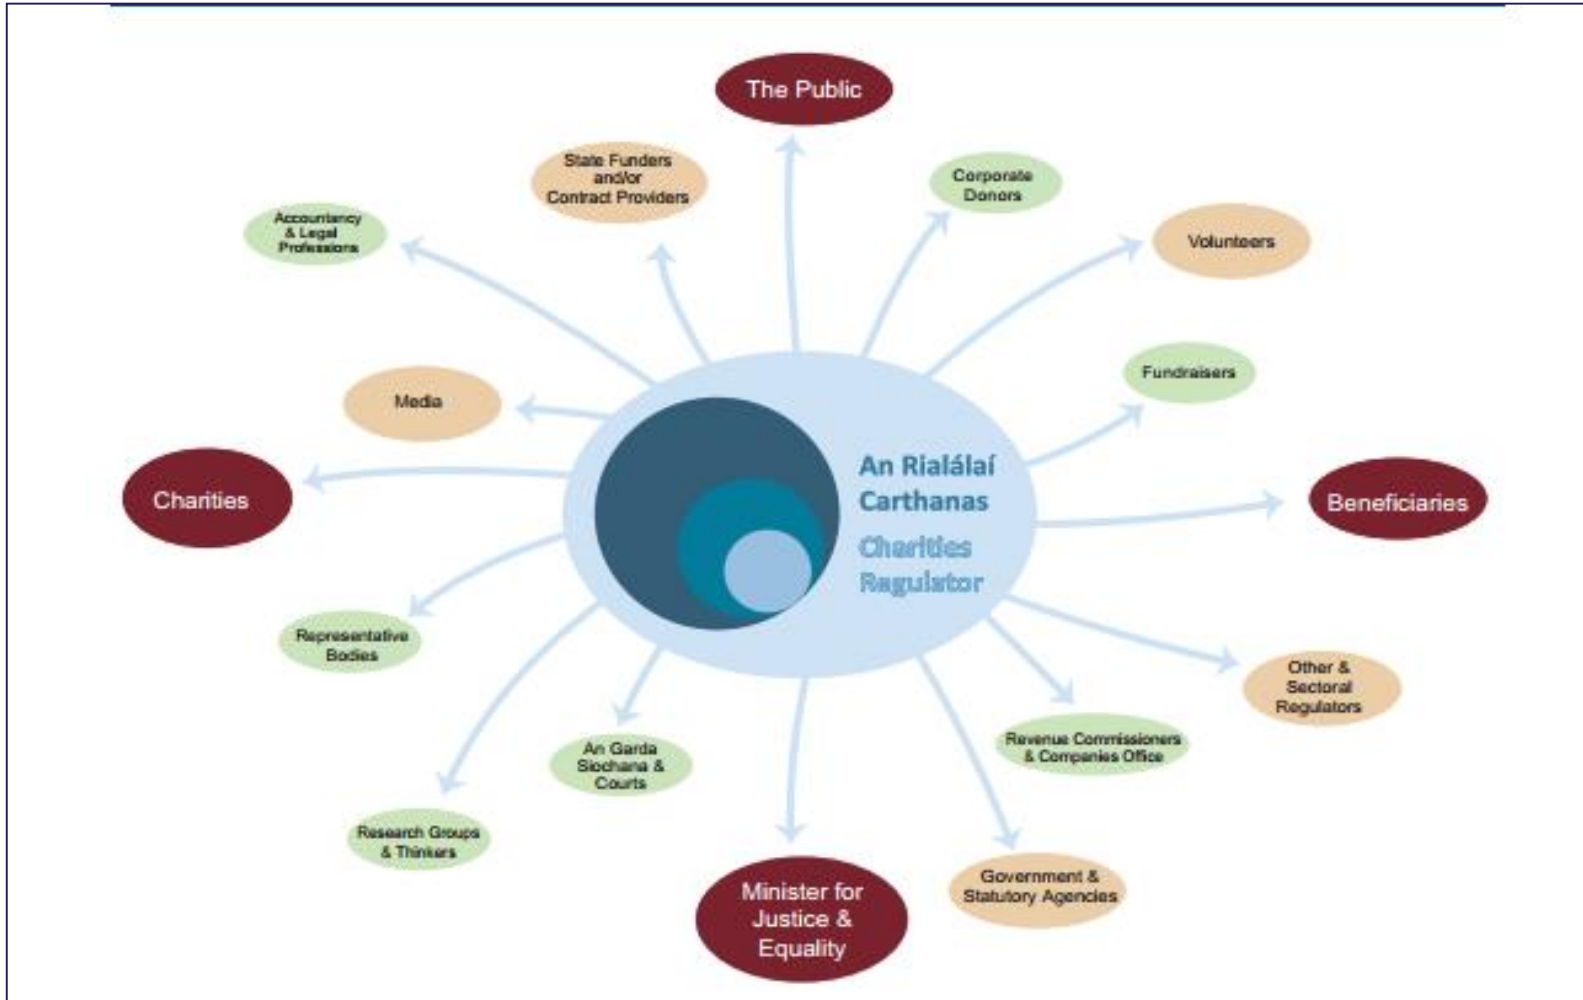 The Public
State Funders
and/or
Contract Providers
Corporate
Donors
Accountancy
& Legal
Professions
Volunteers
Media
Fundraisers
Charities
An Rialálaí
Carthanas
Charities
Regulator
Beneficiaries
Representative
Bodies
Other &
Sectoral
Regulators
An Garda
Siochana &
Courts
Revenue Commissioners
& Companies Office
Research Groups
& Thinkers
Minister for
Justice &
Equality
Government &
Statutory Agencies